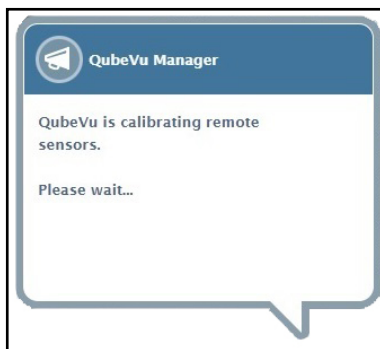 QubeVu Manager
QubeVu is calibrating remote
sensors.
Please wait...